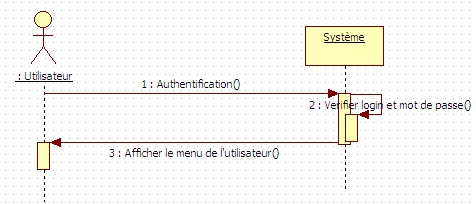 Système
: Utilisateur
1 : Authentification()
2 : Verifier login et mot de passe()
3 : Afficher le menu de l'utilisateur()